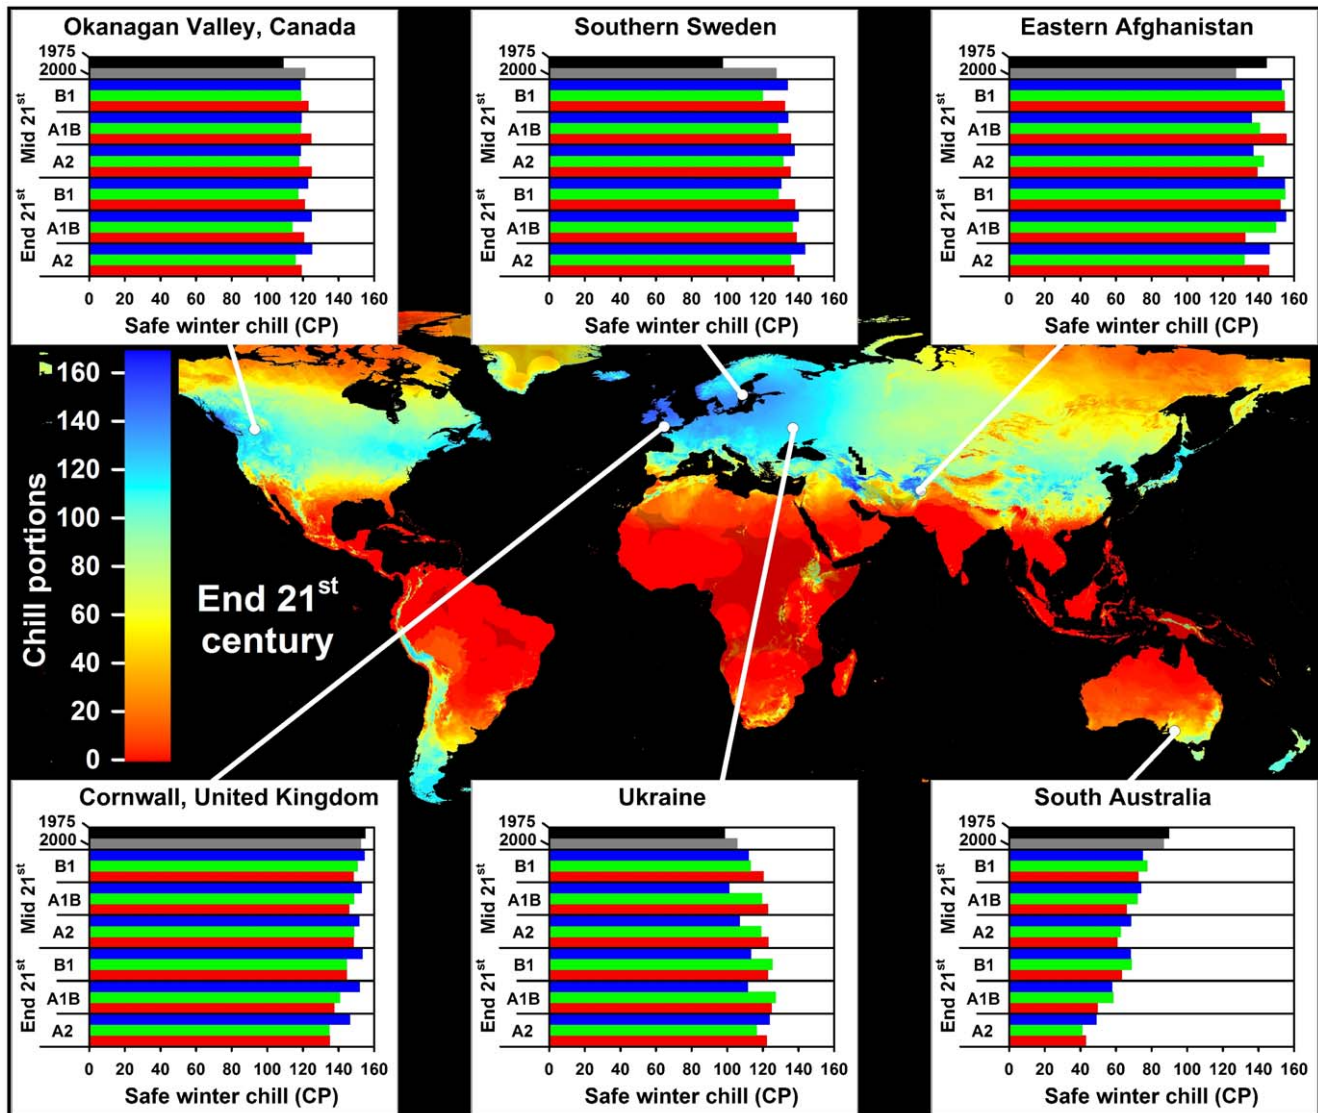 Okanagan Valley, Canada
1975
2000
Mid 21st
B1
A1B
A2
End 21st
B1
A1B
A2
0 20 40 60 80 100 120 140 160
Safe winter chill (CP)
Southern Sweden
1975
2000
Mid 21st
B1
A1B
A2
End 21st
B1
A1B
A2
0 20 40 60 80 100 120 140 160
Safe winter chill (CP)
Eastern Afghanistan
1975
2000
Mid 21st
B1
A1B
A2
End 21st
B1
A1B
A2
0 20 40 60 80 100 120 140 160
Safe winter chill (CP)
Chill portions
160
140
120
100
80
60
40
20
0
End 21st
century
Cornwall, United Kingdom
1975
2000
Mid 21st
B1
A1B
A2
End 21st
B1
A1B
A2
0 20 40 60 80 100 120 140 160
Safe winter chill (CP)
Ukraine
1975
2000
Mid 21st
B1
A1B
A2
End 21st
B1
A1B
A2
0 20 40 60 80 100 120 140 160
Safe winter chill (CP)
South Australia
1975
2000
Mid 21st
B1
A1B
A2
End 21st
B1
A1B
A2
0 20 40 60 80 100 120 140 160
Safe winter chill (CP)